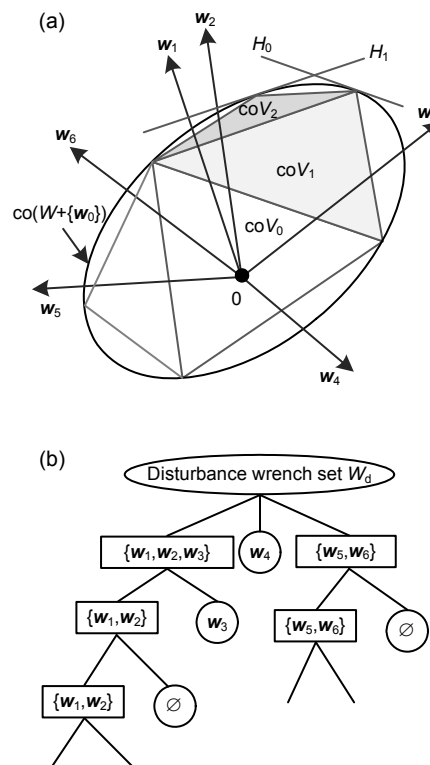 (a)
w₂
w₁
H₀
H₁
coV₂
w
w₆
coV₁
co(W+{w₀})
coV₀
w₅
0
w₄
(b)
Disturbance wrench set W_d
{w₁,w₂,w₃}
w₄
{w₅,w₆}
{w₁,w₂}
w₃
{w₅,w₆}
∅
{w₁,w₂}
∅